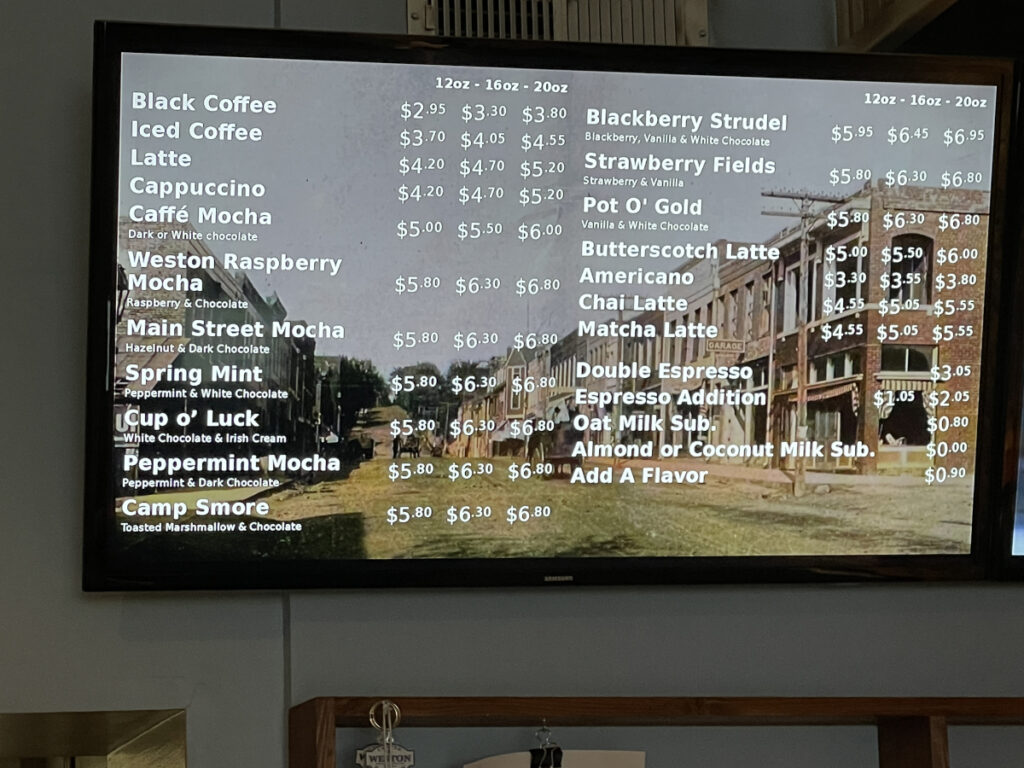 12oz - 16oz - 20oz
Black Coffee $2.95 $3.30 $3.80
Iced Coffee $3.70 $4.05 $4.55
Latte $4.20 $4.70 $5.20
Cappuccino $4.20 $4.70 $5.20
Caffé Mocha $5.00 $5.50 $6.00
Dark or White chocolate
Weston Raspberry
Mocha $5.80 $6.30 $6.80
Raspberry & Chocolate
Main Street Mocha $5.80 $6.30 $6.80
Hazelnut & Dark Chocolate
Spring Mint $5.80 $6.30 $6.80
Peppermint & White Chocolate
Cup o’ Luck $5.80 $6.30 $6.80
White Chocolate & Irish Cream
Peppermint Mocha $5.80 $6.30 $6.80
Peppermint & Dark Chocolate
Camp Smore $5.80 $6.30 $6.80
Toasted Marshmallow & Chocolate
12oz - 16oz - 20oz
Blackberry Strudel $5.95 $6.45 $6.95
Blackberry, Vanilla & White Chocolate
Strawberry Fields $5.80 $6.30 $6.80
Strawberry & Vanilla
Pot O' Gold $5.80 $6.30 $6.80
Vanilla & White Chocolate
Butterscotch Latte $5.00 $5.50 $6.00
Americano $3.30 $3.55 $3.80
Chai Latte $4.55 $5.05 $5.55
Matcha Latte $4.55 $5.05 $5.55
GARAGE
Double Espresso $3.05
Espresso Addition $1.05 $2.05
Oat Milk Sub. $0.80
Almond or Coconut Milk Sub. $0.00
Add A Flavor $0.90
SAMSUNG
WESTON